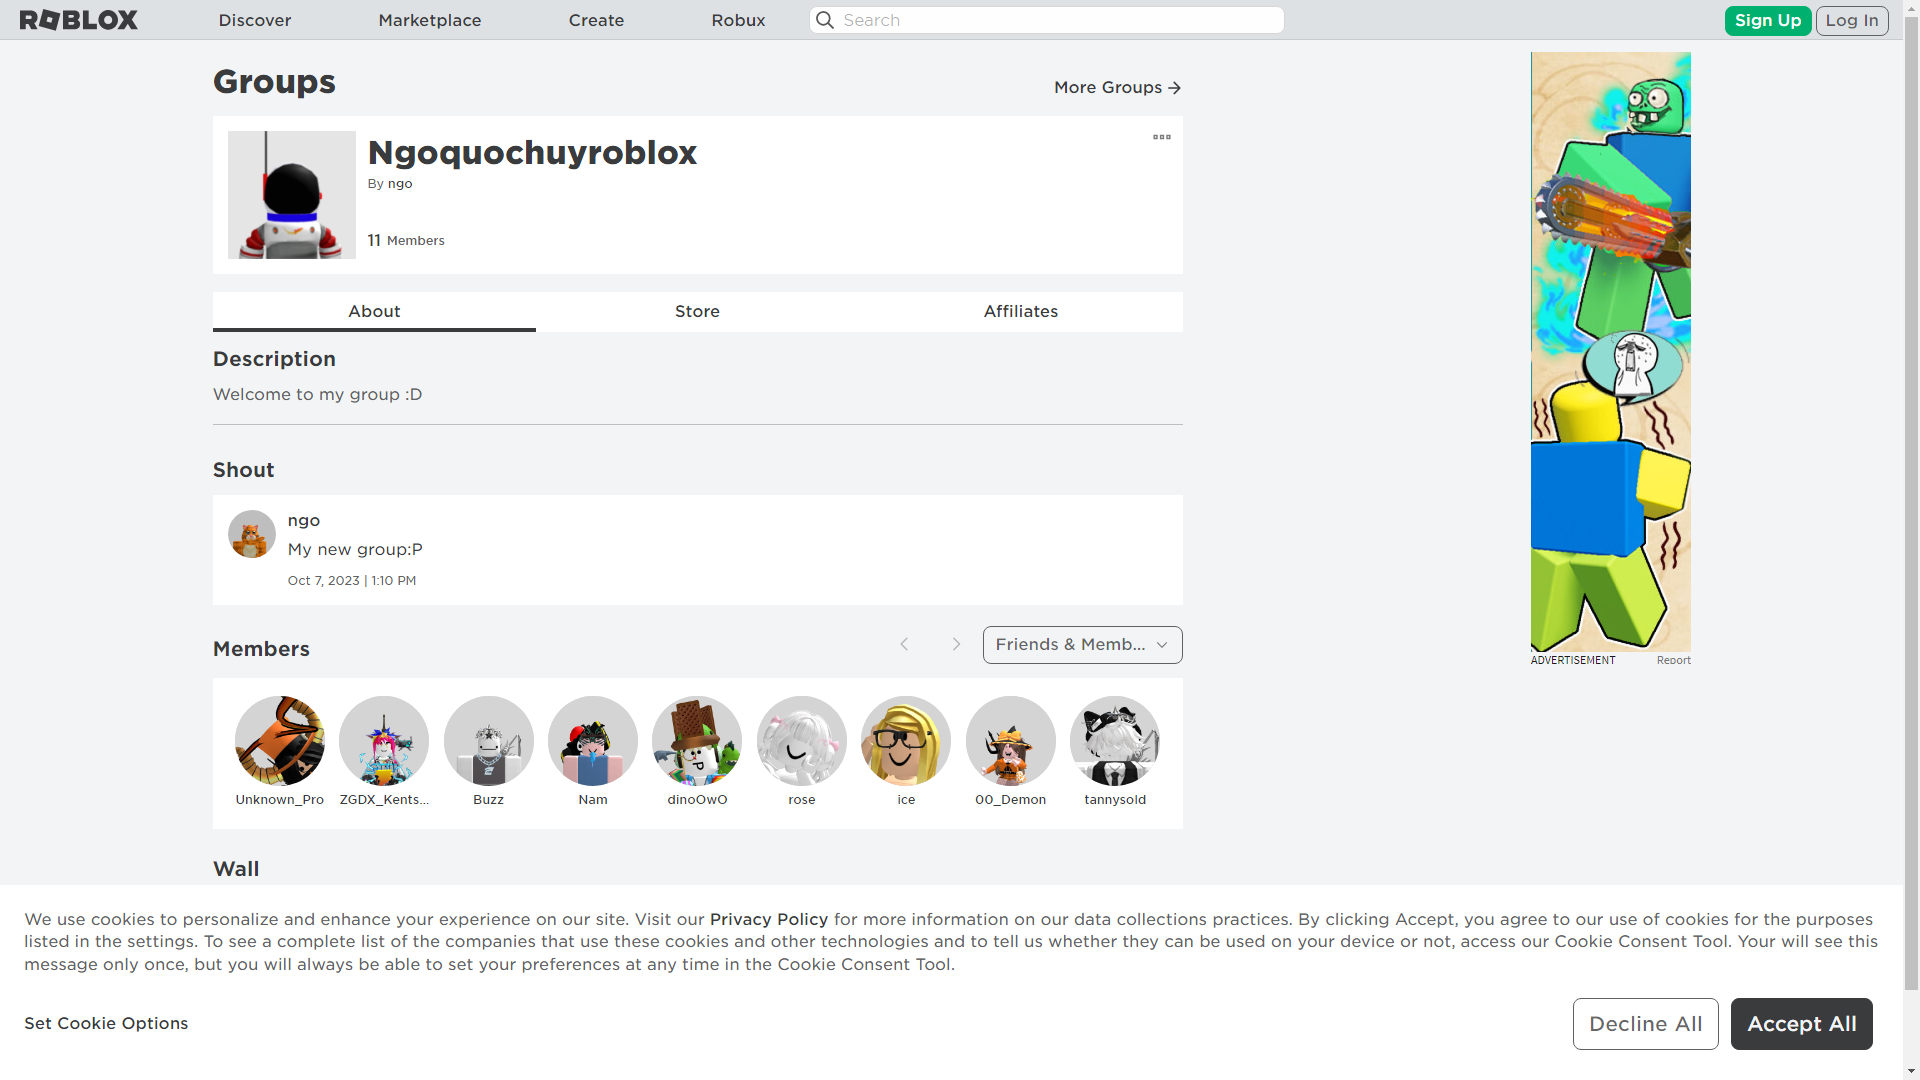 ROBLOX
Discover
Marketplace
Create
Robux
Search
Sign Up
Log In
Groups
More Groups
Ngoquochuyroblox
By ngo
11 Members
About
Store
Affiliates
Description
Welcome to my group :D
Shout
ngo
My new group:P
Oct 7, 2023 | 1:10 PM
ADVERTISEMENT
Report
Members
Friends & Memb...
Unknown_Pro
ZGDX_Kents...
Buzz
Nam
dinoOwO
rose
ice
00_Demon
tannysold
Wall
We use cookies to personalize and enhance your experience on our site. Visit our Privacy Policy for more information on our data collections practices. By clicking Accept, you agree to our use of cookies for the purposes
listed in the settings. To see a complete list of the companies that use these cookies and other technologies and to tell us whether they can be used on your device or not, access our Cookie Consent Tool. Your will see this
message only once, but you will always be able to set your preferences at any time in the Cookie Consent Tool.
Set Cookie Options
Decline All
Accept All